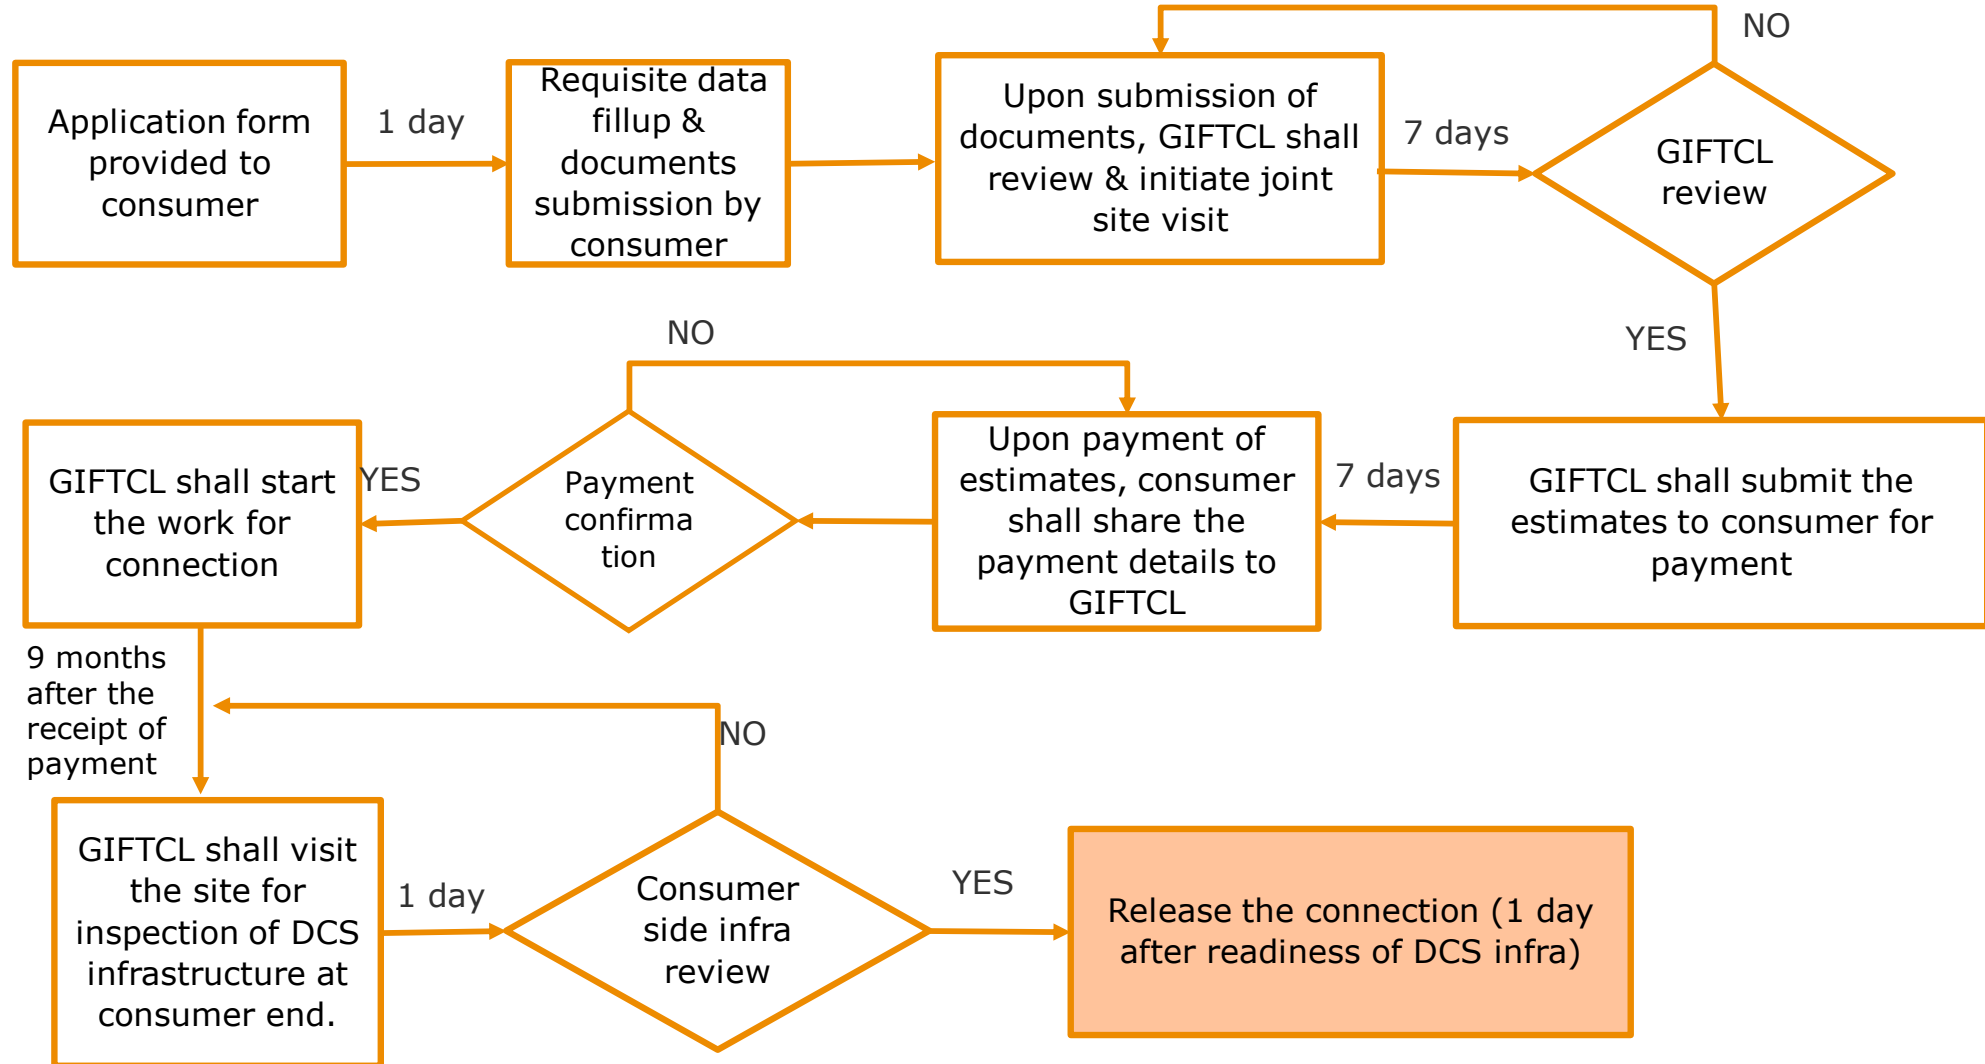 NO
Application form
provided to
consumer
1 day
Requisite data
fillup &
documents
submission by
consumer
Upon submission of
documents, GIFTCL shall
review & initiate joint
site visit
7 days
GIFTCL
review
YES
NO
GIFTCL shall start
the work for
connection
YES
Payment
confirma
tion
Upon payment of
estimates, consumer
shall share the
payment details to
GIFTCL
7 days
GIFTCL shall submit the
estimates to consumer for
payment
9 months
after the
receipt of
payment
NO
GIFTCL shall visit
the site for
inspection of DCS
infrastructure at
consumer end.
1 day
Consumer
side infra
review
YES
Release the connection (1 day
after readiness of DCS infra)